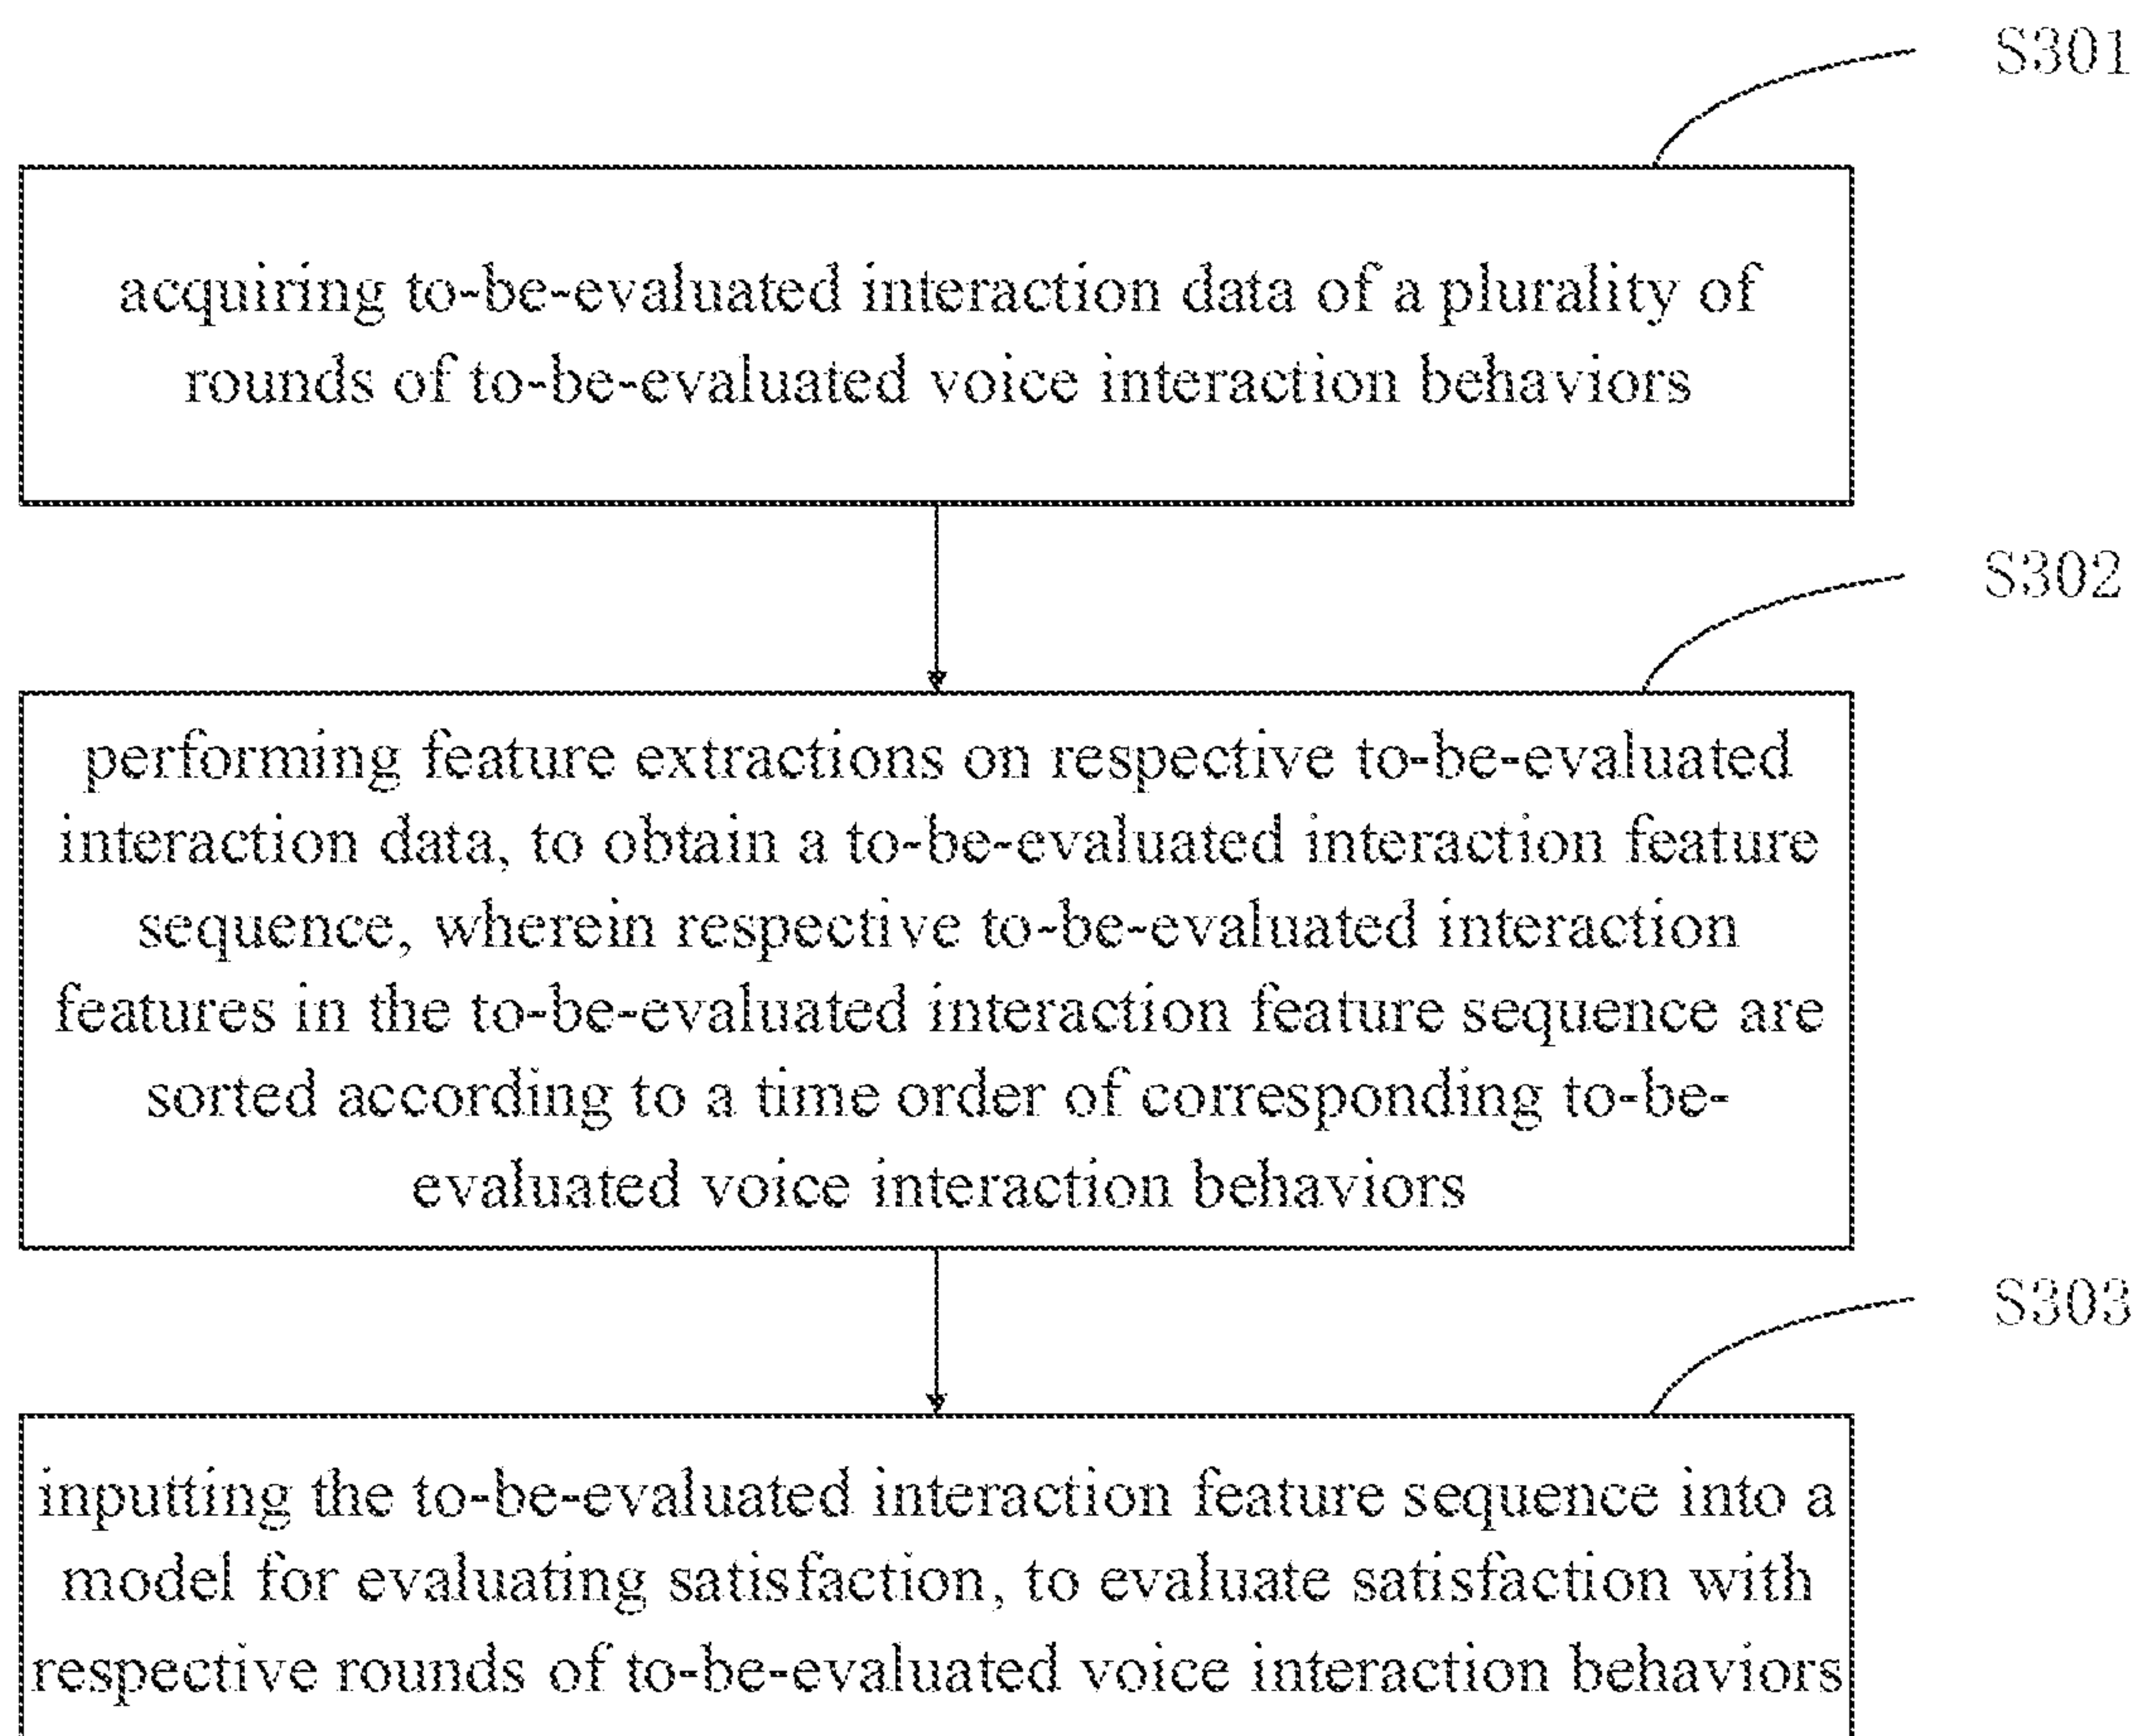 S301
acquiring to-be-evaluated interaction data of a plurality of
rounds of to-be-evaluated voice interaction behaviors
S302
performing feature extractions on respective to-be-evaluated
interaction data, to obtain a to-be-evaluated interaction feature
sequence, wherein respective to-be-evaluated interaction
features in the to-be-evaluated interaction feature sequence are
sorted according to a time order of corresponding to-be-
evaluated voice interaction behaviors
S303
inputting the to-be-evaluated interaction feature sequence into a
model for evaluating satisfaction, to evaluate satisfaction with
respective rounds of to-be-evaluated voice interaction behaviors